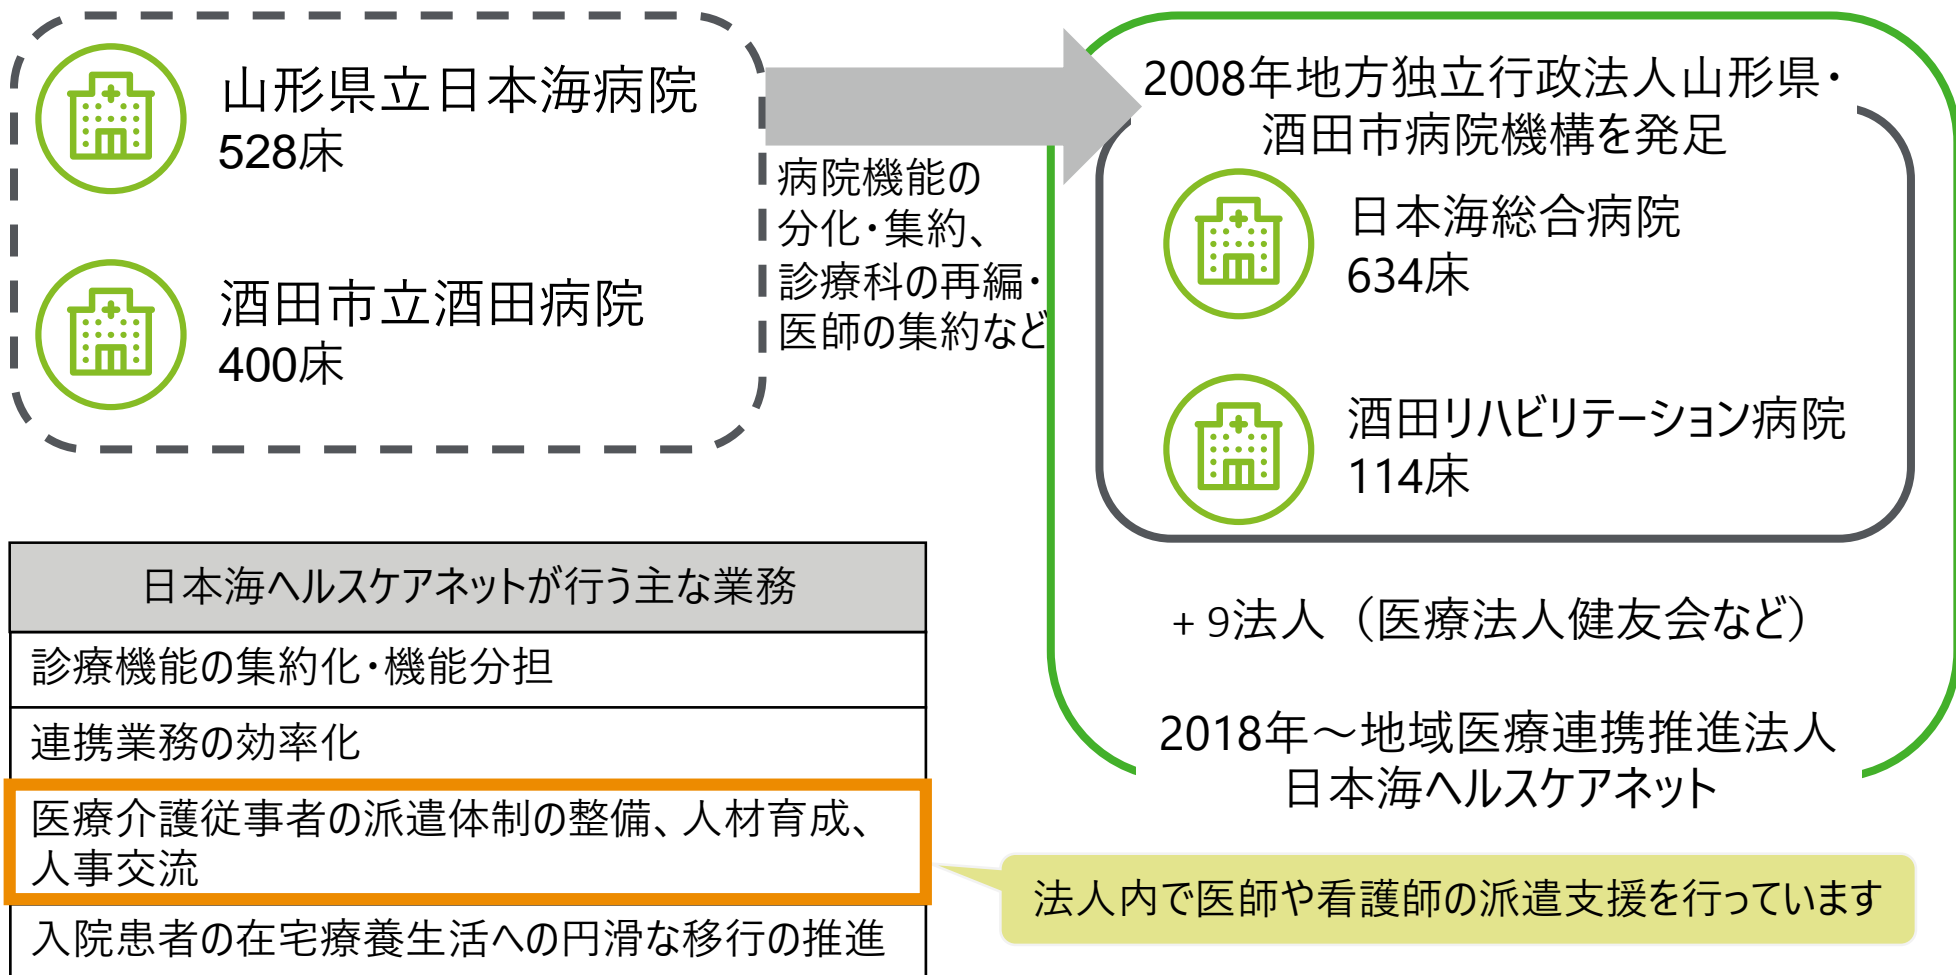 山形県立日本海病院
528床
酒田市立酒田病院
400床
病院機能の
分化・集約、
診療科の再編・
医師の集約など
2008年地方独立行政法人山形県・
酒田市病院機構を発足
日本海総合病院
634床
酒田リハビリテーション病院
114床
+ 9法人（医療法人健友会など）
2018年～地域医療連携推進法人
日本海ヘルスケアネット
日本海ヘルスケアネットが行う主な業務
診療機能の集約化・機能分担
連携業務の効率化
医療介護従事者の派遣体制の整備、人材育成、
人事交流
入院患者の在宅療養生活への円滑な移行の推進
法人内で医師や看護師の派遣支援を行っています